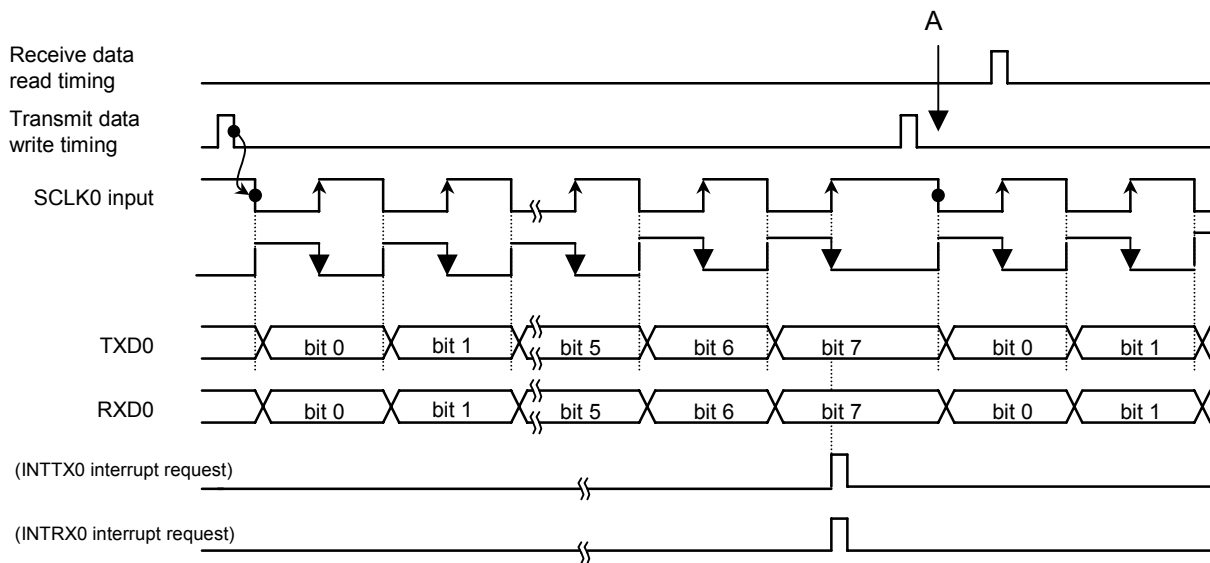 A
Receive data
read timing
Transmit data
write timing
SCLK0 input
TXD0
bit 0
bit 1
bit 5
bit 6
bit 7
bit 0
bit 1
RXD0
bit 0
bit 1
bit 5
bit 6
bit 7
bit 0
bit 1
(INTTX0 interrupt request)
(INTRX0 interrupt request)